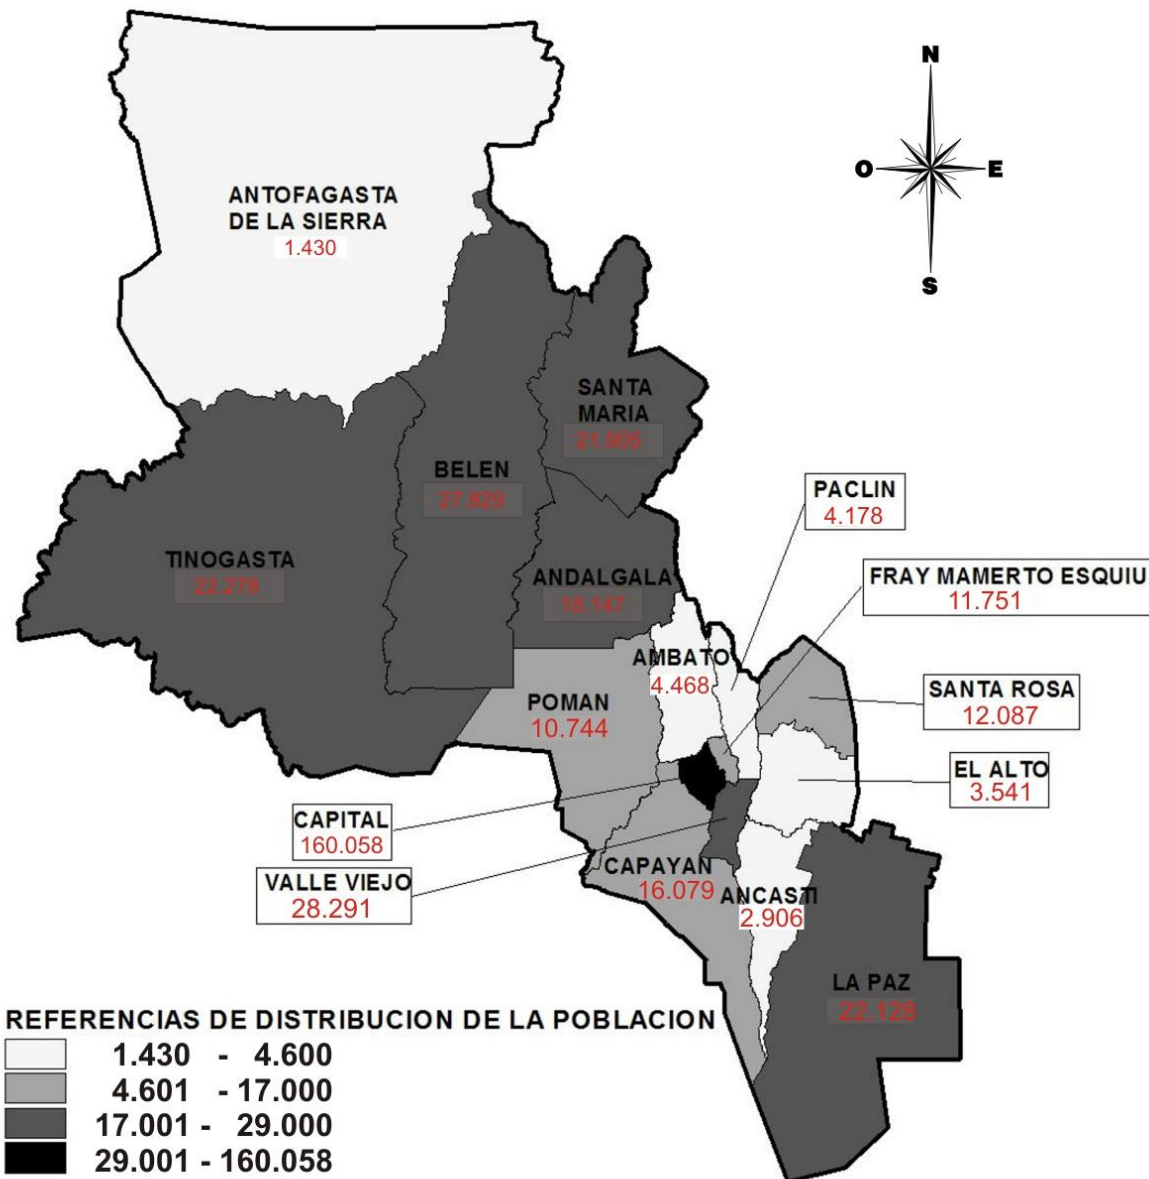 N
O
E
S
ANTOFAGASTA
DE LA SIERRA
1.430
SANTA
MARIA
21.905
BELEN
27.829
TINOGASTA
22.278
ANDALGALA
18.147
PACLIN
4.178
FRAY MAMERTO ESQUIU
11.751
AMBATO
4.468
POMAN
10.744
SANTA ROSA
12.087
EL ALTO
3.541
CAPITAL
160.058
VALLE VIEJO
28.291
CAPAYAN
16.079
ANCASTI
2.906
LA PAZ
22.128
REFERENCIAS DE DISTRIBUCION DE LA POBLACION
1.430 - 4.600
4.601 - 17.000
17.001 - 29.000
29.001 - 160.058